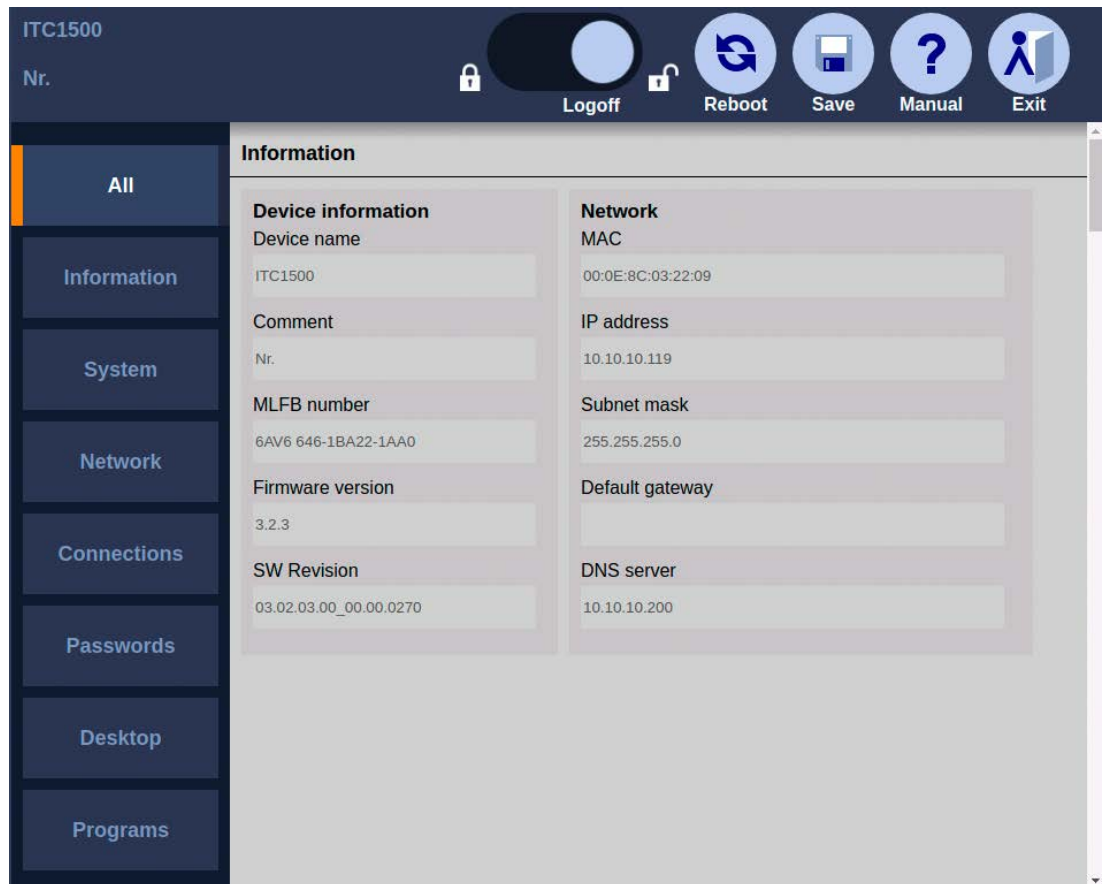 ITC1500
Nr.
Logoff
Reboot
Save
Manual
Exit
All
Information
System
Network
Connections
Passwords
Desktop
Programs
Information
Device information
Device name
ITC1500
Comment
Nr.
MLFB number
6AV6 646-1BA22-1AA0
Firmware version
3.2.3
SW Revision
03.02.03.00_00.00.0270
Network
MAC
00:0E:8C:03:22:09
IP address
10.10.10.119
Subnet mask
255.255.255.0
Default gateway
DNS server
10.10.10.200